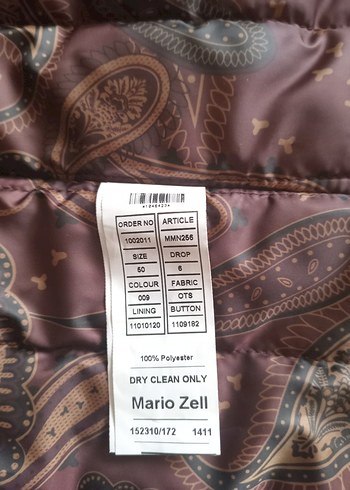 ORDER NO ARTICLE
1002011 MMN256
SIZE DROP
50 6
COLOUR FABRIC
009 OTS
LINING BUTTON
11010120 1109182
100% Polyester
DRY CLEAN ONLY
Mario Zell
152310/172 1411